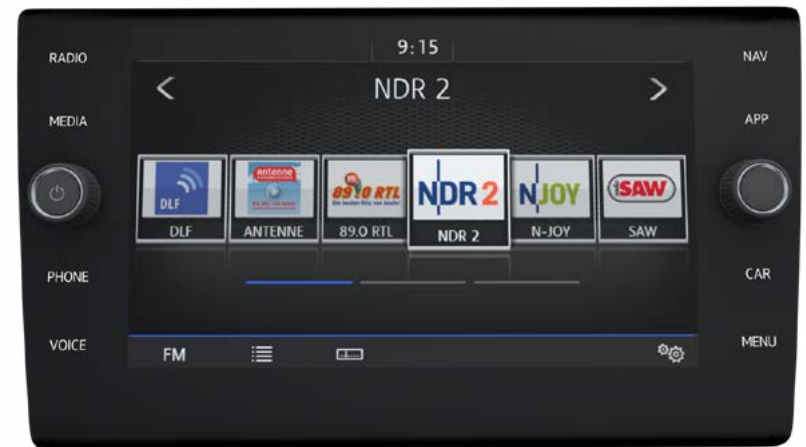 9:15
RADIO
NAV
NDR 2
MEDIA
APP
DLF
antenne
89.0 RTL
NDR 2
N-JOY
SAW
DLF
ANTENNE
89.0 RTL
NDR 2
N-JOY
SAW
PHONE
CAR
VOICE
MENU
FM